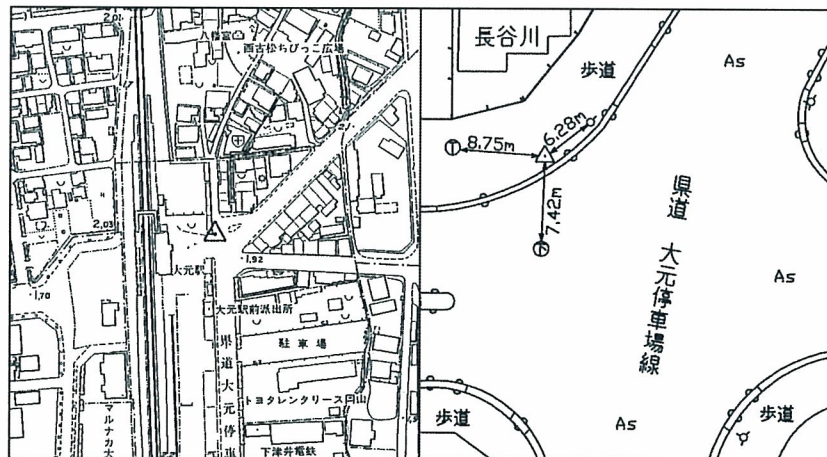 2.01
八幡宮
西古松ちびっこ広場
2.03
1.92
大元駅
1.70
大元駅前派出所
駐車場
県道大元停車
トヨタレンタリース岡山
マルナカ大
下津井電鉄
長谷川
歩道
As
6.28m
8.75m
7.42m
県道 大元停車場線
As
歩道
As
歩道